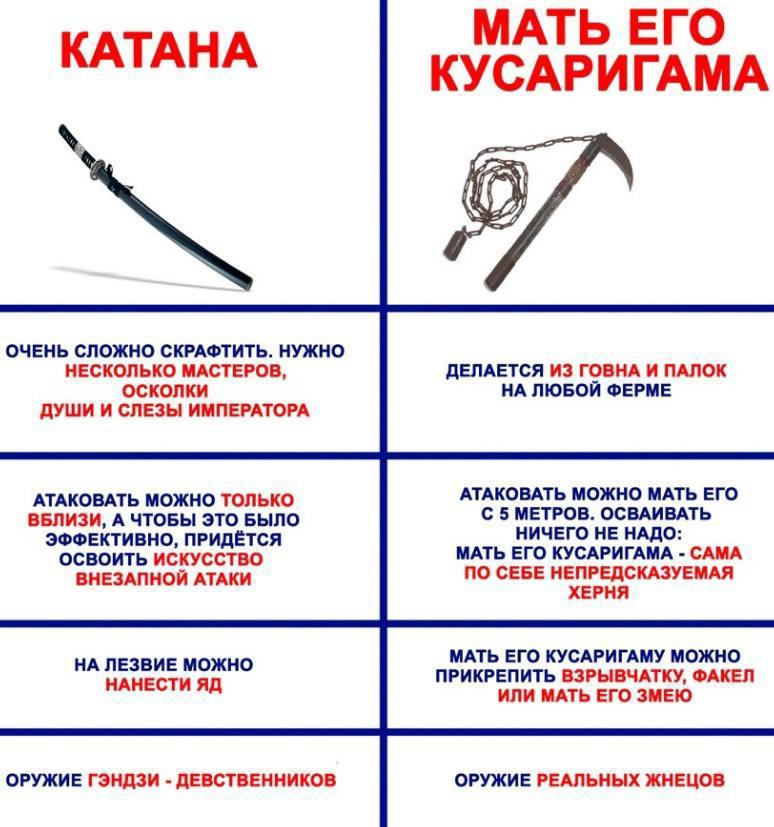 КАТАНА
МАТЬ ЕГО
КУСАРИГАМА
ОЧЕНЬ СЛОЖНО СКРАФТИТЬ. НУЖНО
НЕСКОЛЬКО МАСТЕРОВ,
ОСКОЛКИ
ДУШИ И СЛЕЗЫ ИМПЕРАТОРА
ДЕЛАЕТСЯ ИЗ ГОВНА И ПАЛОК
НА ЛЮБОЙ ФЕРМЕ
АТАКОВАТЬ МОЖНО ТОЛЬКО
ВБЛИЗИ, А ЧТОБЫ ЭТО БЫЛО
ЭФФЕКТИВНО, ПРИДЁТСЯ
ОСВОИТЬ ИСКУССТВО
ВНЕЗАПНОЙ АТАКИ
АТАКОВАТЬ МОЖНО МАТЬ ЕГО
С 5 МЕТРОВ. ОСВАИВАТЬ
НИЧЕГО НЕ НАДО:
МАТЬ ЕГО КУСАРИГАМА - САМА
ПО СЕБЕ НЕПРЕДСКАЗУЕМАЯ
ХЕРНЯ
НА ЛЕЗВИЕ МОЖНО
НАНЕСТИ ЯД
МАТЬ ЕГО КУСАРИГАМУ МОЖНО
ПРИКРЕПИТЬ ВЗРЫВЧАТКУ, ФАКЕЛ
ИЛИ МАТЬ ЕГО ЗМЕЮ
ОРУЖИЕ ГЭНДЗИ - ДЕВСТВЕННИКОВ
ОРУЖИЕ РЕАЛЬНЫХ ЖНЕЦОВ